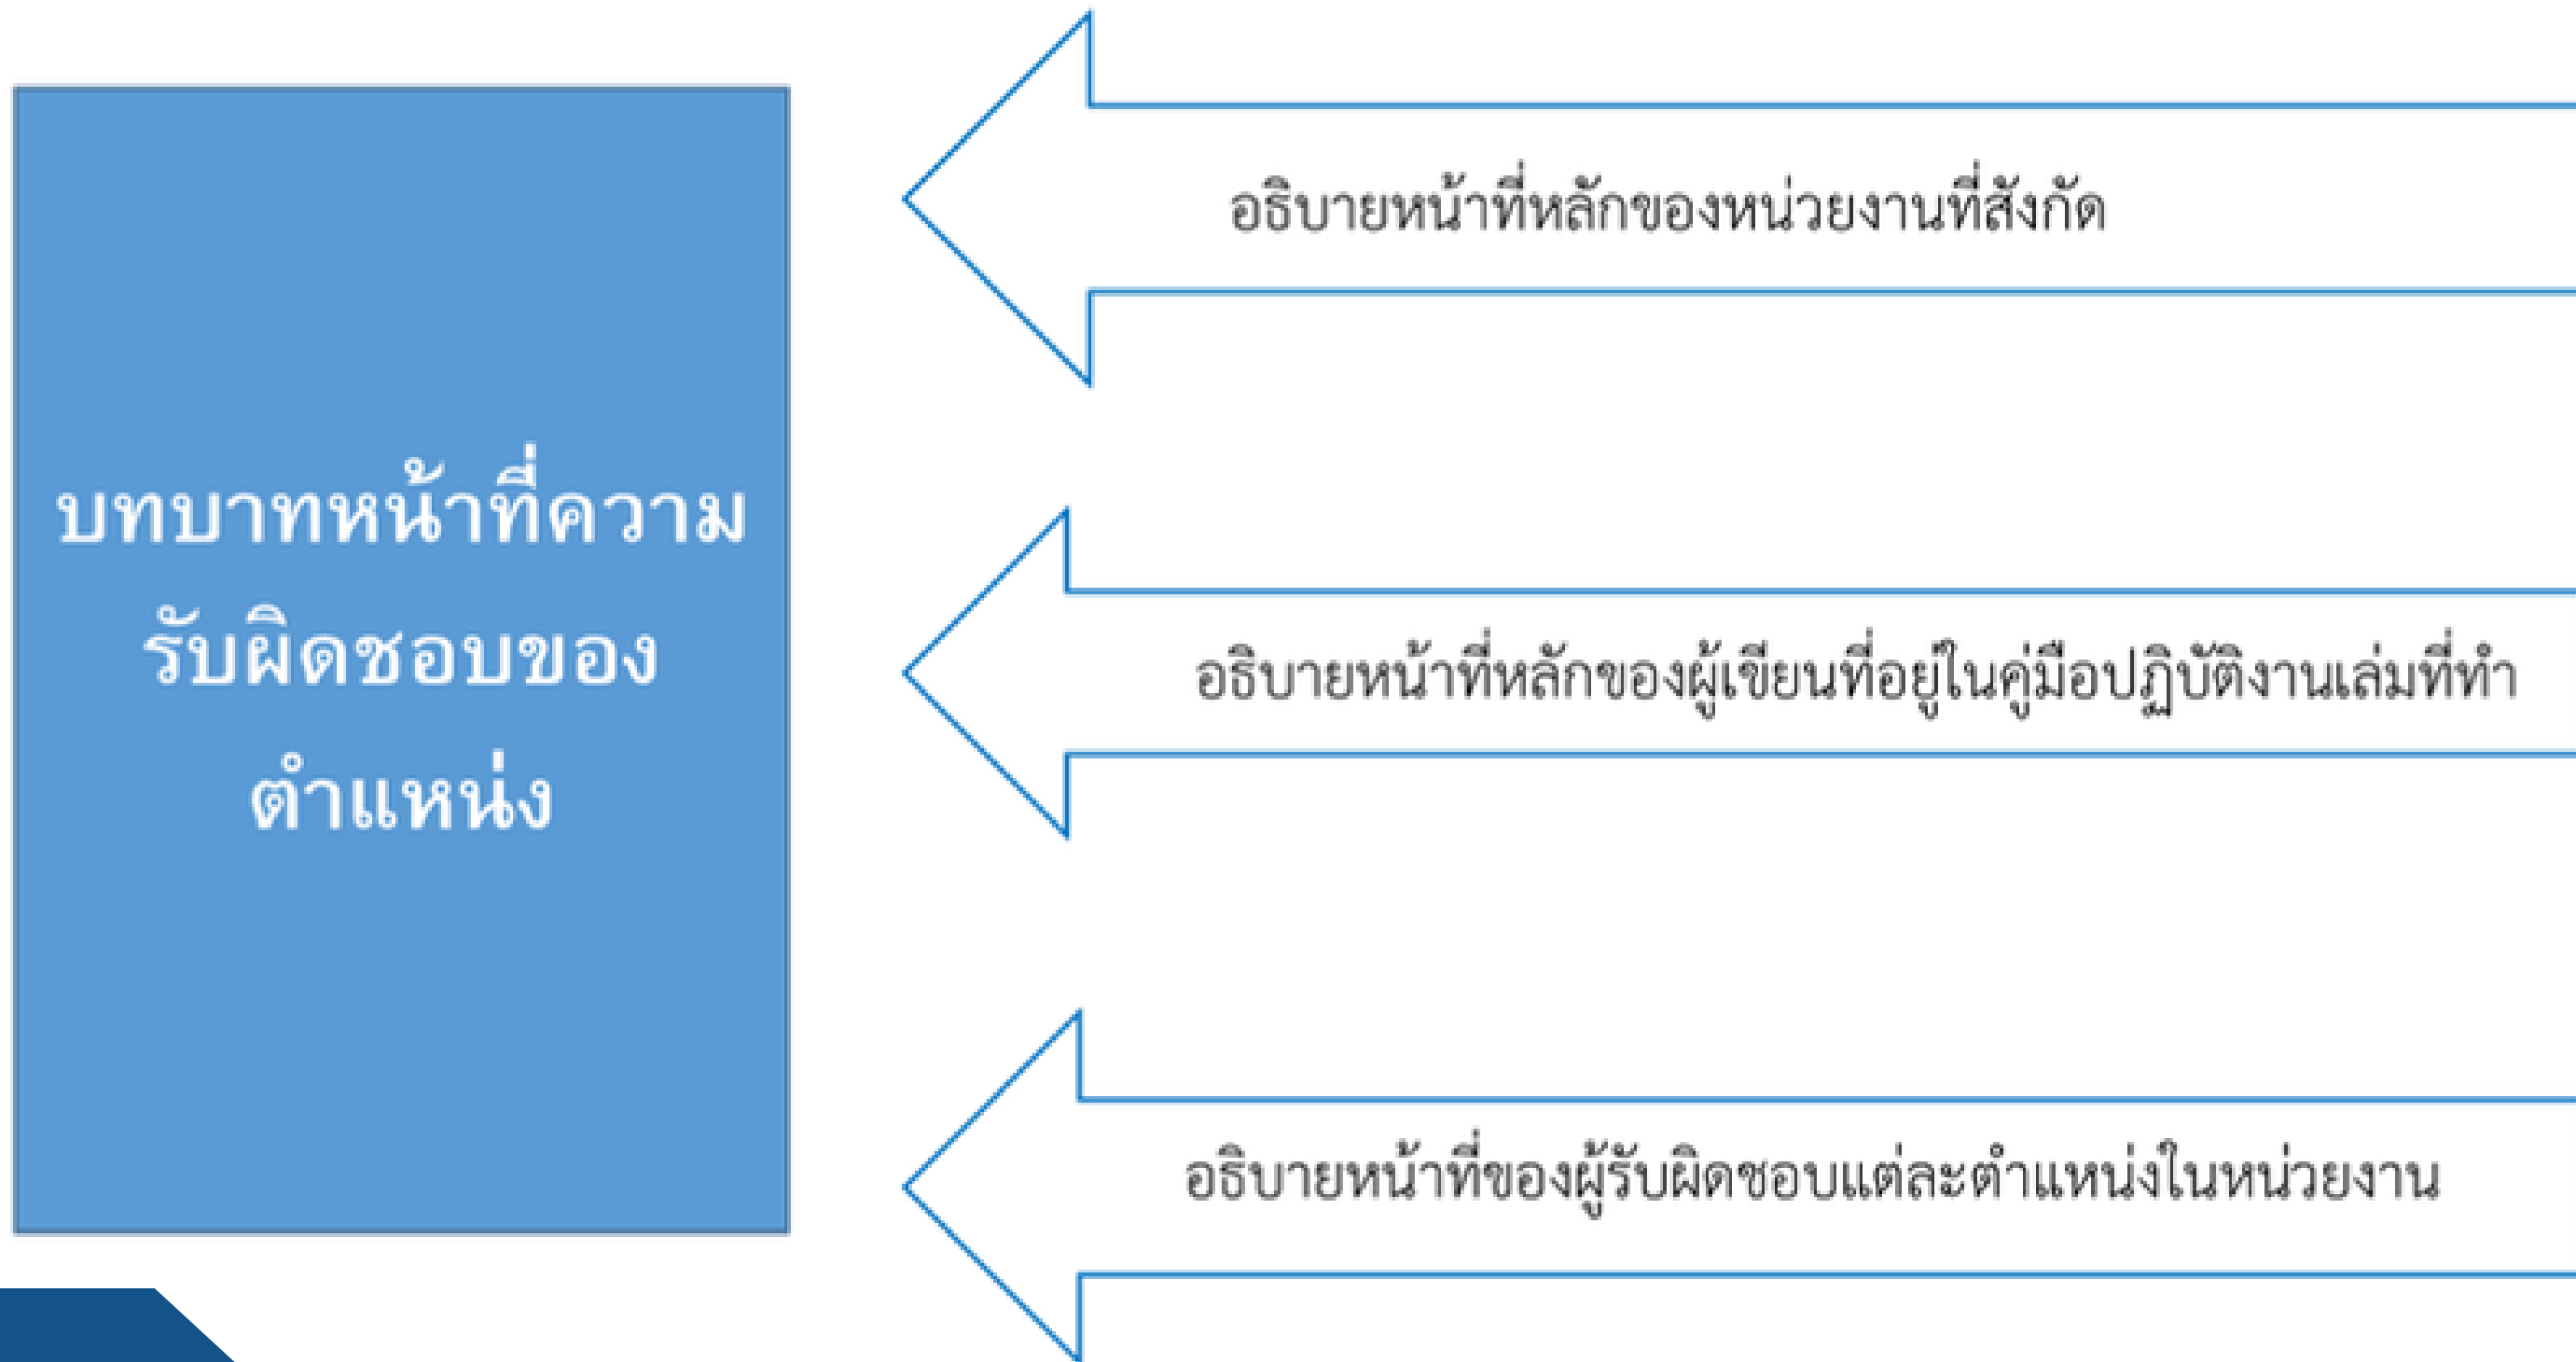 บทบาทหน้าที่ความ
รับผิดชอบของ
ตำแหน่ง
อธิบายหน้าที่หลักของหน่วยงานที่สังกัด
อธิบายหน้าที่หลักของผู้เขียนที่อยู่ในคู่มือปฏิบัติงานเล่มที่ทำ
อธิบายหน้าที่ของผู้รับผิดชอบแต่ละตำแหน่งในหน่วยงาน